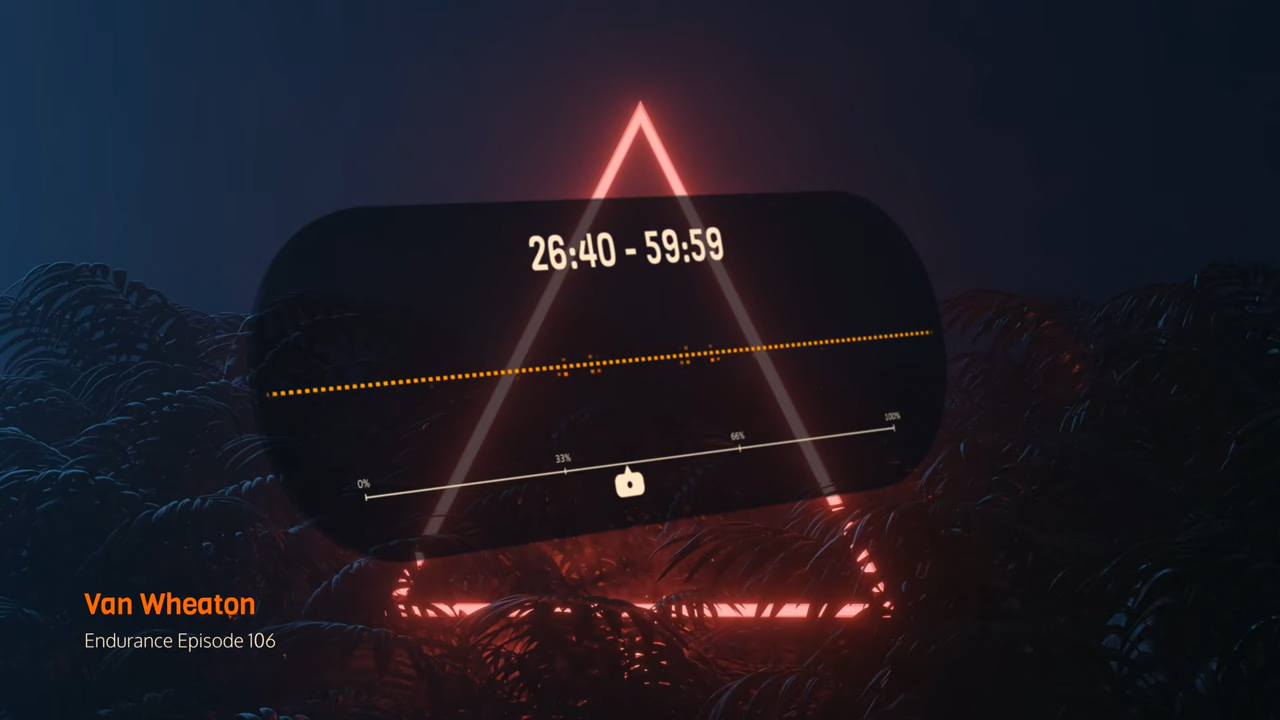 26:40 - 59:59
100%
66%
33%
0%
Van Wheaton
Endurance Episode 106